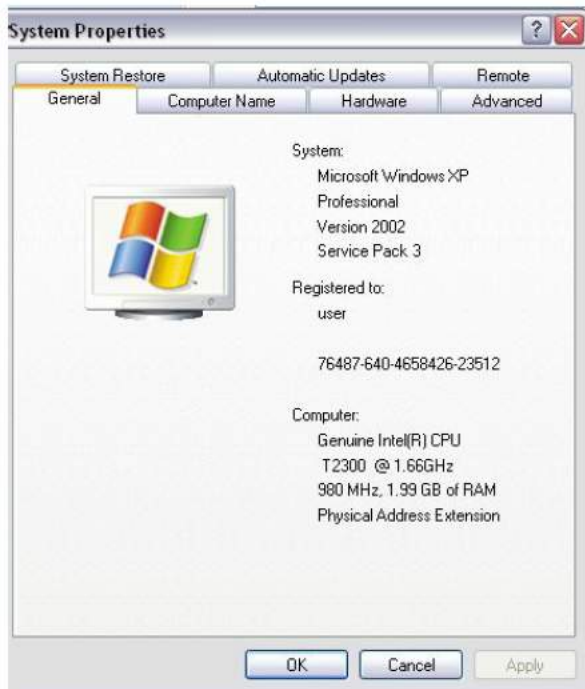 System Properties
System Restore Automatic Updates Remote
General Computer Name Hardware Advanced
System:
Microsoft Windows XP
Professional
Version 2002
Service Pack 3
Registered to:
user
76487-640-4658426-23512
Computer:
Genuine Intel(R) CPU
T2300 @ 1.66GHz
980 MHz, 1.99 GB of RAM
Physical Address Extension
OK Cancel Apply